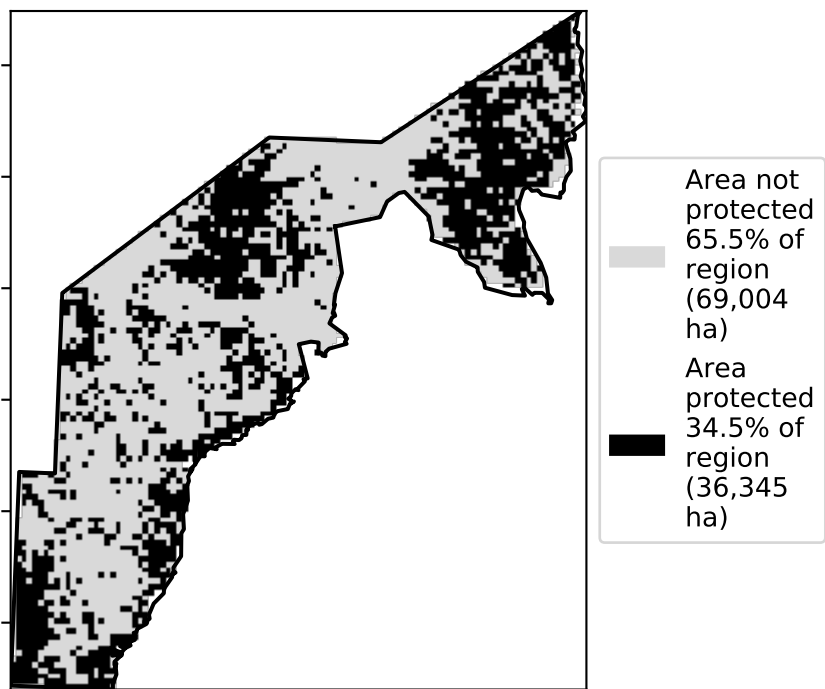 Area not
protected
65.5% of
region
(69,004
ha)
Area
protected
34.5% of
region
(36,345
ha)